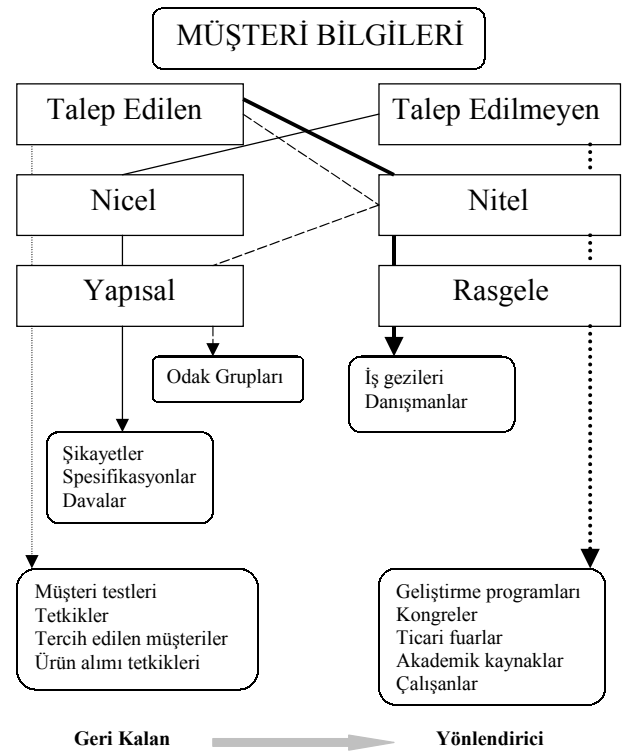 MÜŞTERİ BİLGİLERİ
Talep Edilen
Talep Edilmeyen
Nicel
Nitel
Yapısal
Rasgele
Odak Grupları
İş gezileri
Danışmanlar
Şikayetler
Spesifikasyonlar
Davalar
Müşteri testleri
Tetkikler
Tercih edilen müşteriler
Ürün alımı tetkikleri
Geliştirme programları
Kongreler
Ticari fuarlar
Akademik kaynaklar
Çalışanlar
Geri Kalan
Yönlendirici